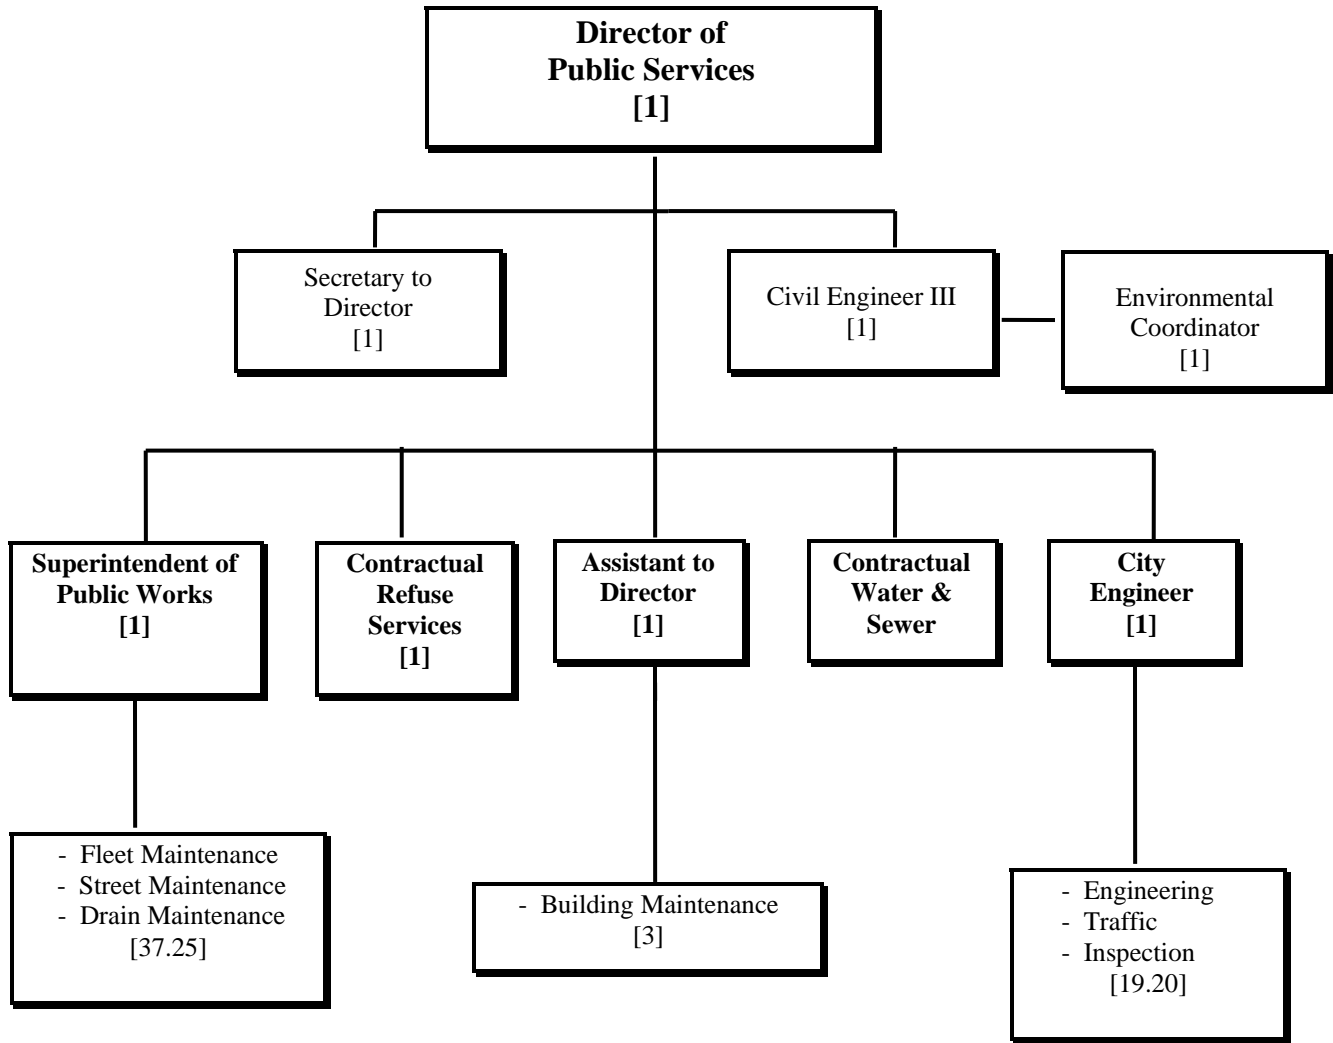 Director of
Public Services
[1]
Secretary to
Director
[1]
Civil Engineer III
[1]
Environmental
Coordinator
[1]
Superintendent of
Public Works
[1]
Contractual
Refuse
Services
[1]
Assistant to
Director
[1]
Contractual
Water &
Sewer
City
Engineer
[1]
- Fleet Maintenance
- Street Maintenance
- Drain Maintenance
[37.25]
- Building Maintenance
[3]
- Engineering
- Traffic
- Inspection
[19.20]